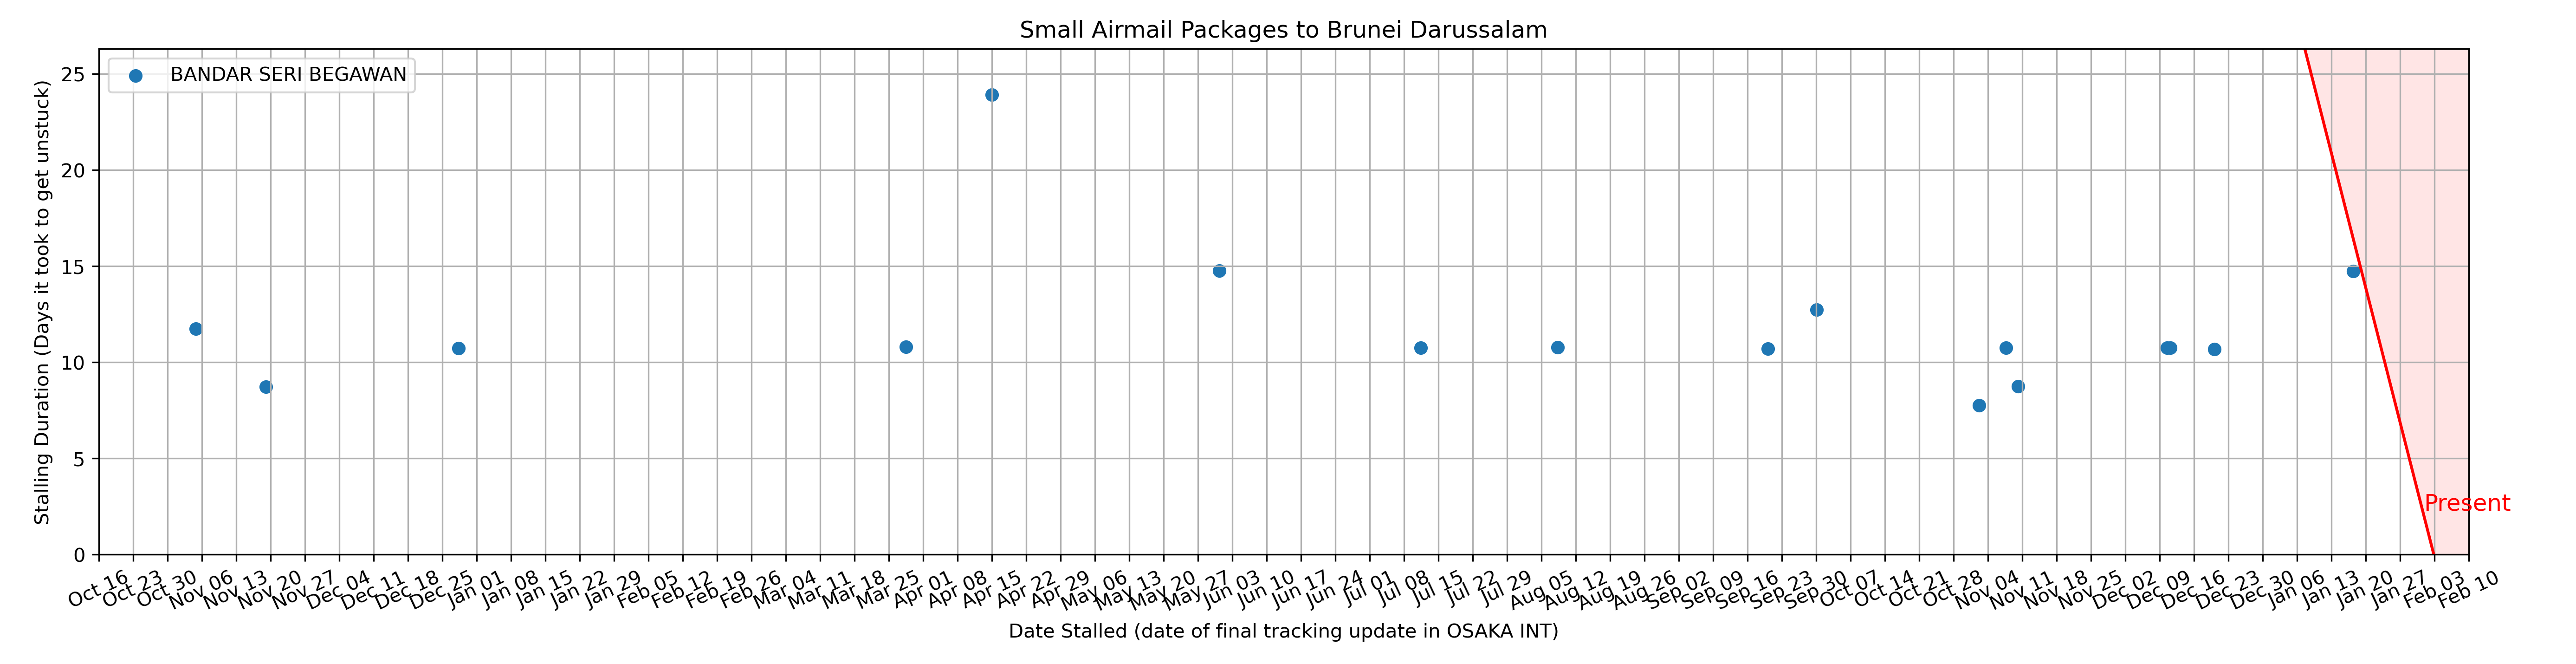 Small Airmail Packages to Brunei Darussalam
BANDAR SERI BEGAWAN
Stalling Duration (Days it took to get unstuck)
25
20
15
10
5
0
Present
Oct 16 Oct 23 Oct 30 Nov 06 Nov 13 Nov 20 Nov 27 Dec 04 Dec 11 Dec 18 Dec 25 Jan 01 Jan 08 Jan 15 Jan 22 Jan 29 Feb 05 Feb 12 Feb 19 Feb 26 Mar 04 Mar 11 Mar 18 Mar 25 Apr 01 Apr 08 Apr 15 Apr 22 Apr 29 May 06 May 13 May 20 May 27 Jun 03 Jun 10 Jun 17 Jun 24 Jul 01 Jul 08 Jul 15 Jul 22 Jul 29 Aug 05 Aug 12 Aug 19 Aug 26 Sep 02 Sep 09 Sep 16 Sep 23 Sep 30 Oct 07 Oct 14 Oct 21 Oct 28 Nov 04 Nov 11 Nov 18 Nov 25 Dec 02 Dec 09 Dec 16 Dec 23 Dec 30 Jan 06 Jan 13 Jan 20 Jan 27 Feb 03 Feb 10
Date Stalled (date of final tracking update in OSAKA INT)